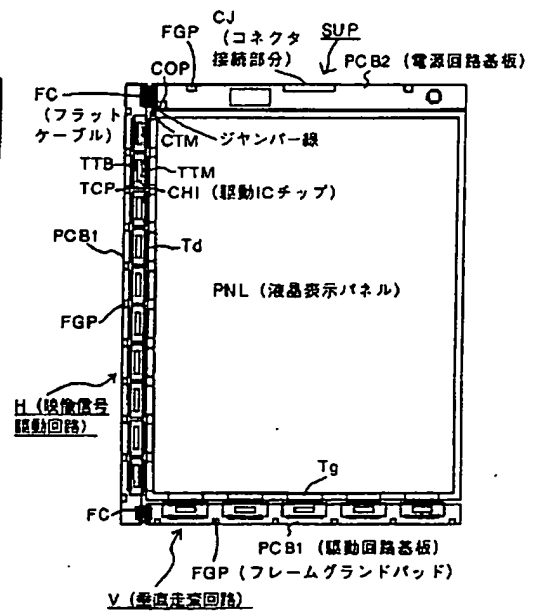 CJ
(コネクタ
接続部分)
FGP
SUP
PCB2 (電源回路基板)
COP
FC
(フラット
ケーブル)
CTM
ジャンパー線
TTB
TTM
TCP
CHI (駆動ICチップ)
PCB1
Td
PNL (液晶表示パネル)
FGP
H (映像信号
駆動回路)
Tg
FC
PCB1 (駆動回路基板)
FGP (フレームグランドパッド)
V (垂直走査回路)